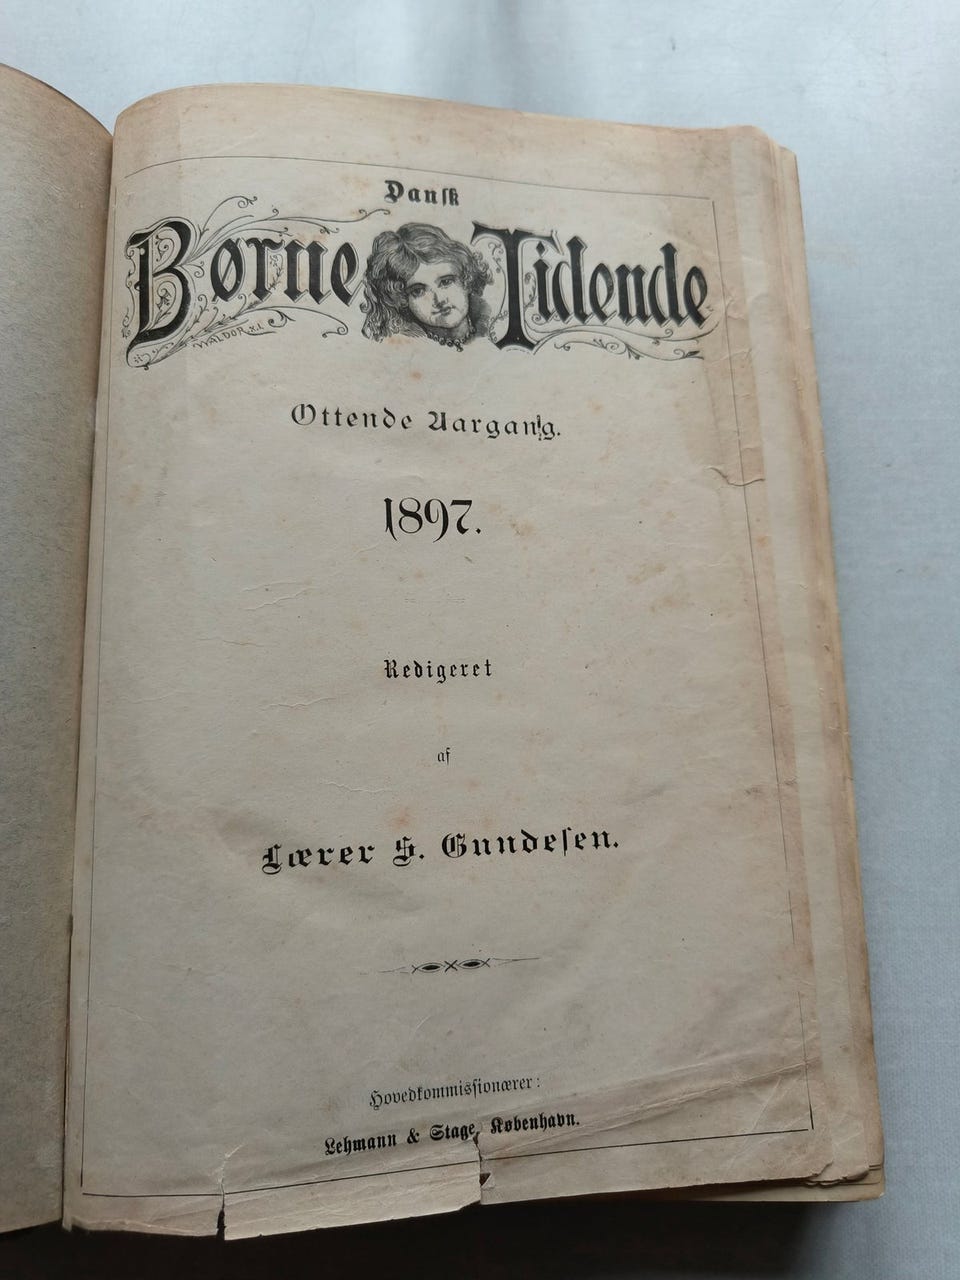 Dansk
Børne Tidende
WALDOR X.I.
Ottende Aargang.
1897.
Redigeret
af
Lærer S. Gundesen.
Hovedkommissionærer:
Lehmann & Stage, København.